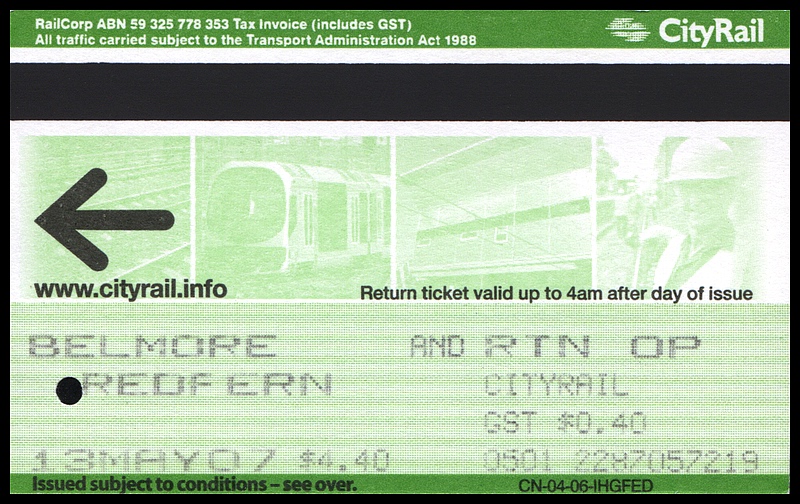 RailCorp ABN 59 325 778 353 Tax Invoice (includes GST)
All traffic carried subject to the Transport Administration Act 1988
CityRail
www.cityrail.info
Return ticket valid up to 4am after day of issue
BELMORE AND RTN OP
REDFERN CITYRAIL
GST $0.40
13MAY07 $4.40 0501 2287057219
Issued subject to conditions – see over.
CN-04-06-IHGFED